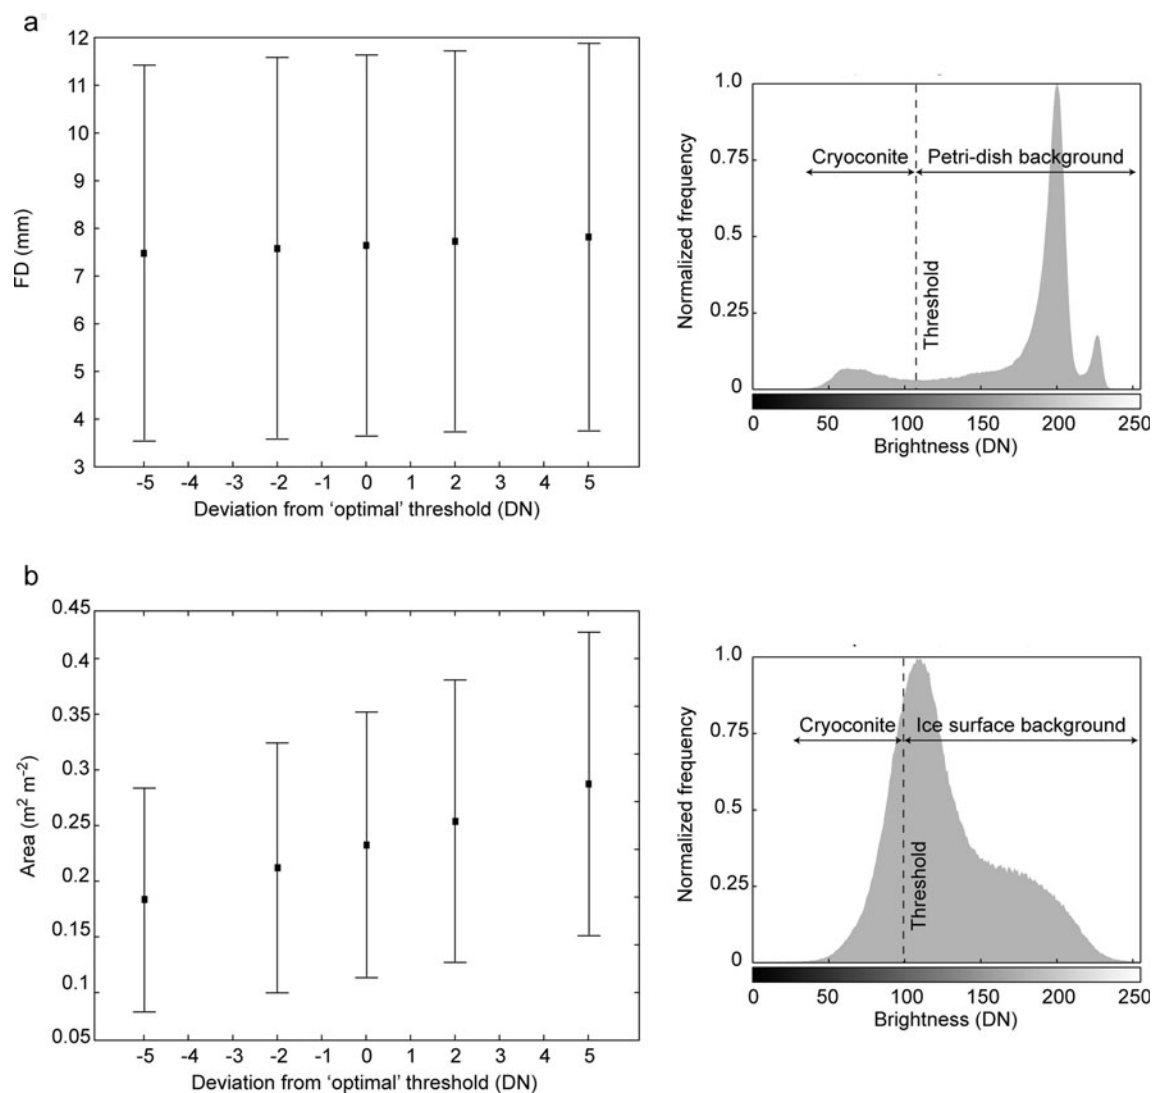 a
12
11
10
9
8
7
6
5
4
3
FD (mm)
-5 -4 -3 -2 -1 0 1 2 3 4 5
Deviation from ‘optimal’ threshold (DN)
1.0
0.75
0.5
0.25
0
Normalized frequency
Cryoconite Petri-dish background
Threshold
0 50 100 150 200 250
Brightness (DN)
b
0.45
0.4
0.35
0.3
0.25
0.2
0.15
0.1
0.05
Area (m² m⁻²)
-5 -4 -3 -2 -1 0 1 2 3 4 5
Deviation from ‘optimal’ threshold (DN)
1.0
0.75
0.5
0.25
0
Normalized frequency
Cryoconite Ice surface background
Threshold
0 50 100 150 200 250
Brightness (DN)